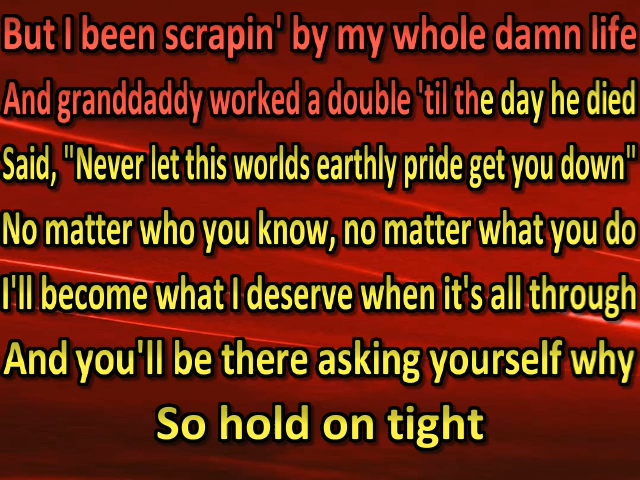 But I been scrapin' by my whole damn life
And granddaddy worked a double 'til the day he died
Said, "Never let this worlds earthly pride get you down"
No matter who you know, no matter what you do
I'll become what I deserve when it's all through
And you'll be there asking yourself why
So hold on tight